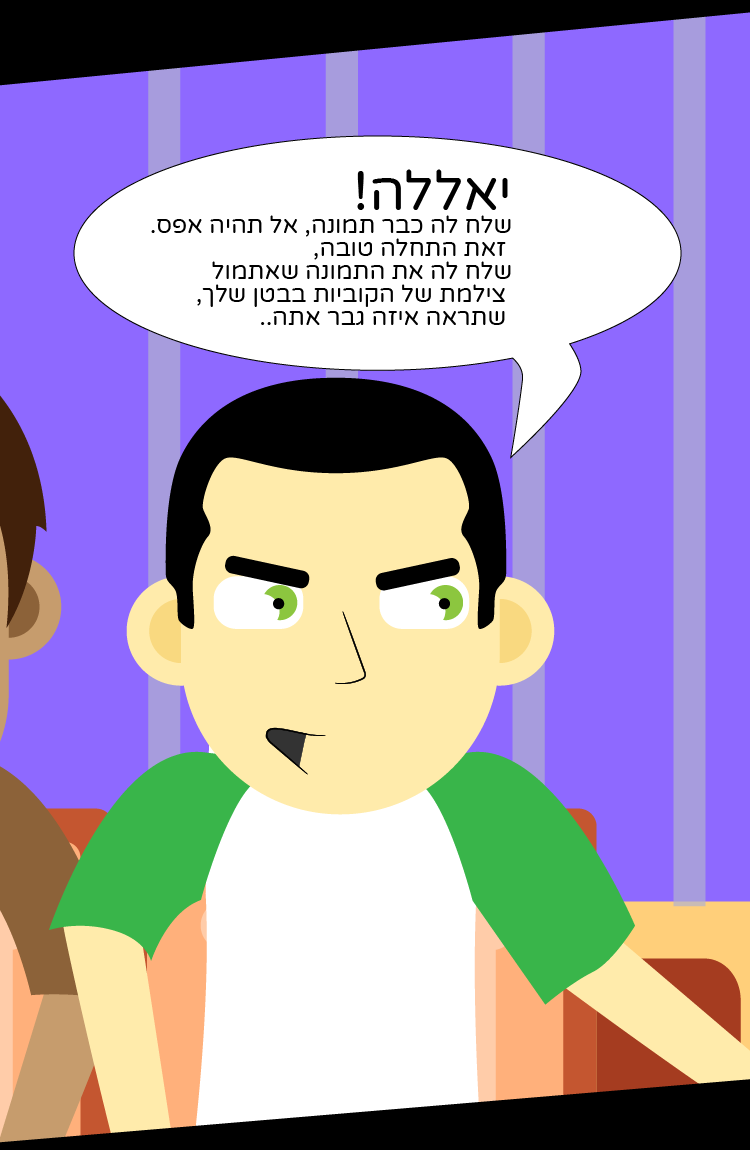 יאללה!
שלח לה כבר תמונה, אל תהיה אפס.
זאת התחלה טובה,
שלח לה את התמונה שאתמול
צילמת של הקוביות בבטן שלך,
שתראה איזה גבר אתה..